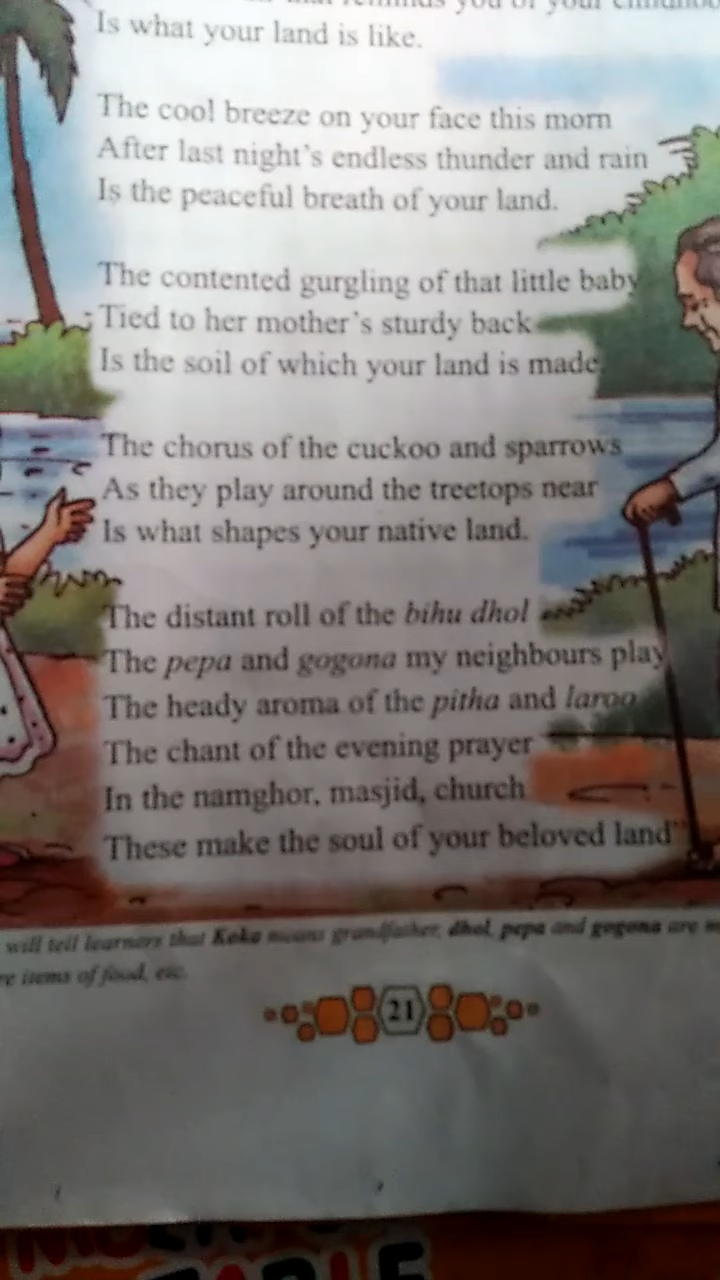 reminds you of your
Is what your land is like.
The cool breeze on your face this morn
After last night's endless thunder and rain
Is the peaceful breath of your land.
The contented gurgling of that little baby
Tied to her mother's sturdy back
Is the soil of which your land is made
The chorus of the cuckoo and sparrows
As they play around the treetops near
Is what shapes your native land.
The distant roll of the bihu dhol
The pepa and gogona my neighbours play
The heady aroma of the pitha and laroo
The chant of the evening prayer
In the namghor, masjid, church
These make the soul of your beloved land"
will tell learners that Koka means grandfather, dhol, pepa and gogona are
items of food, etc.
21